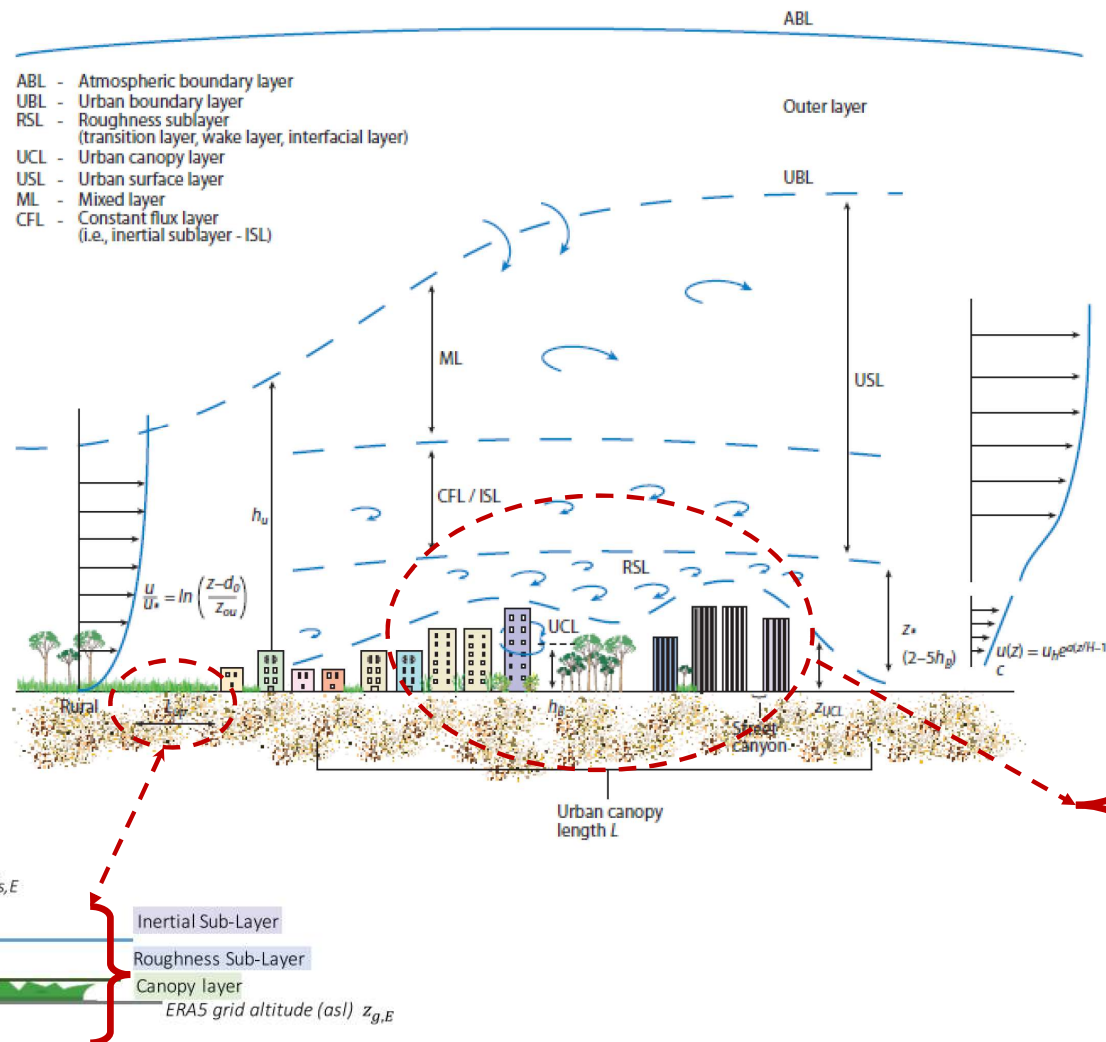 ABL
ABL - Atmospheric boundary layer
UBL - Urban boundary layer
RSL - Roughness sublayer
(transition layer, wake layer, interfacial layer)
UCL - Urban canopy layer
USL - Urban surface layer
ML - Mixed layer
CFL - Constant flux layer
(i.e., inertial sublayer - ISL)
Outer layer
UBL
ML
USL
CFL / ISL
h_u
RSL
u/u* = ln((z–d_0)/z_ou)
UCL
z*
(2–5h_B)
u(z) = u_h e^α(z/H–1
c
Rural
h_B
z_UCL
Street
canyon
Urban canopy
length L
s,E
Inertial Sub-Layer
Roughness Sub-Layer
Canopy layer
ERA5 grid altitude (asl) z_g,E